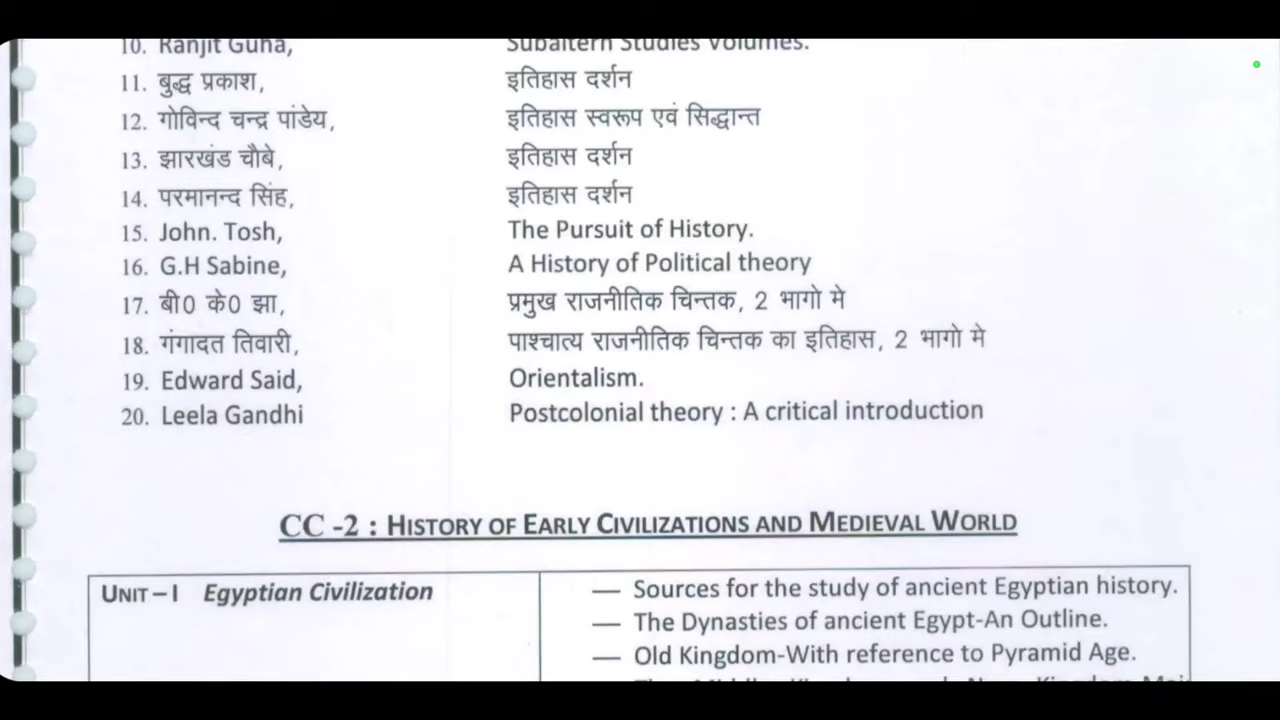 10. Ranjit Guha, Subaltern Studies Volumes.
11. बुद्ध प्रकाश, इतिहास दर्शन
12. गोविन्द चन्द्र पांडेय, इतिहास स्वरूप एवं सिद्धान्त
13. झारखंड चौबे, इतिहास दर्शन
14. परमानन्द सिंह, इतिहास दर्शन
15. John. Tosh, The Pursuit of History.
16. G.H Sabine, A History of Political theory
17. बी0 के0 झा, प्रमुख राजनीतिक चिन्तक, 2 भागो मे
18. गंगादत तिवारी, पाश्चात्य राजनीतिक चिन्तक का इतिहास, 2 भागो मे
19. Edward Said, Orientalism.
20. Leela Gandhi Postcolonial theory : A critical introduction
CC -2 : HISTORY OF EARLY CIVILIZATIONS AND MEDIEVAL WORLD
UNIT – I Egyptian Civilization — Sources for the study of ancient Egyptian history.
— The Dynasties of ancient Egypt-An Outline.
— Old Kingdom-With reference to Pyramid Age.